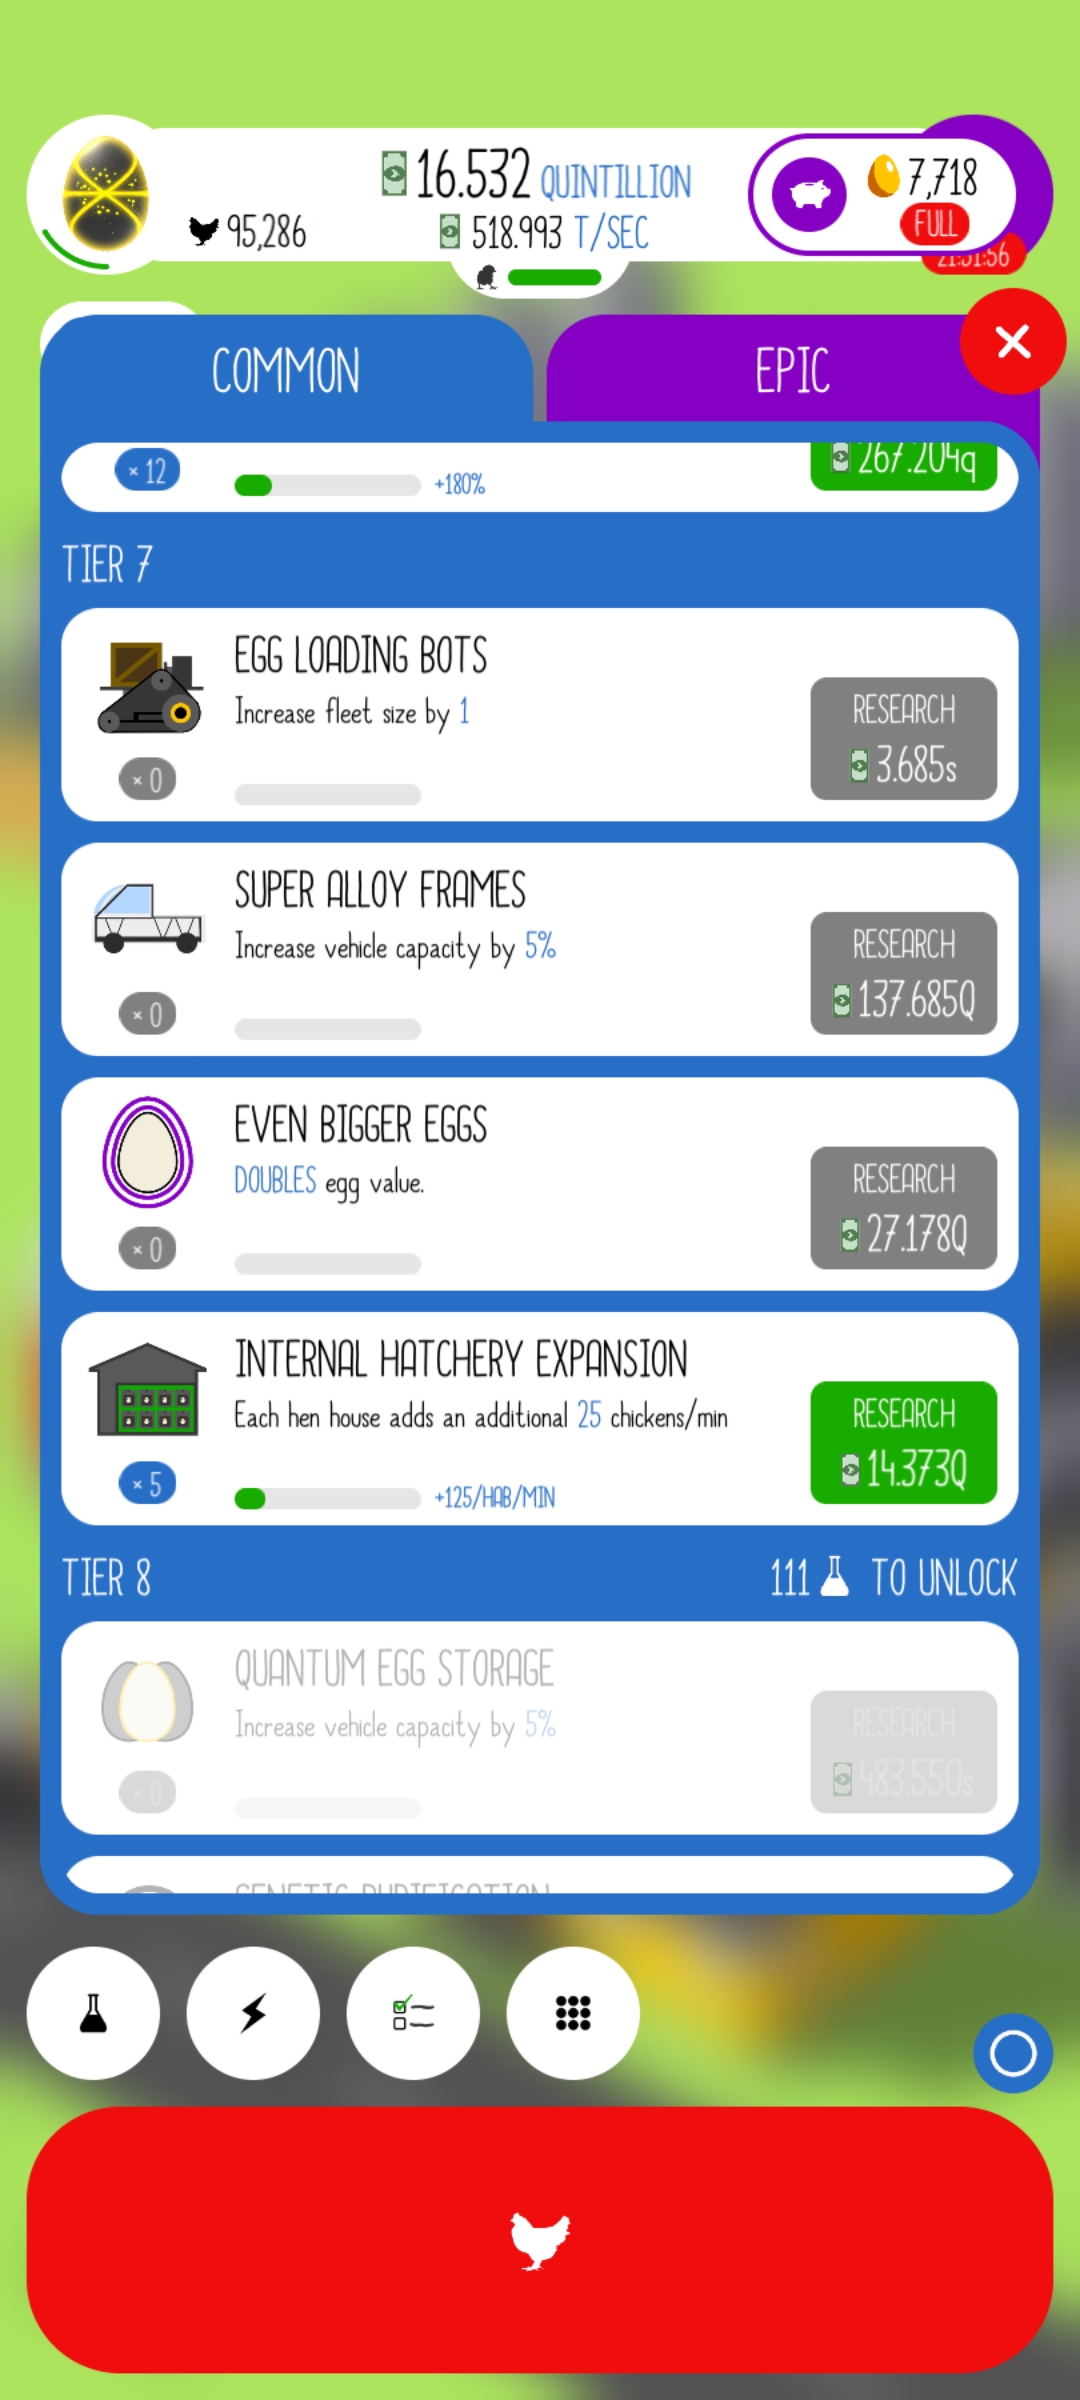 16.532 QUINTILLION
7,718
95,286
518.993 T/SEC
FULL
21:51:56
COMMON
EPIC
× 12
+180%
267.204q
TIER 7
EGG LOADING BOTS
Increase fleet size by 1
RESEARCH
3.685s
× 0
SUPER ALLOY FRAMES
Increase vehicle capacity by 5%
RESEARCH
137.685Q
× 0
EVEN BIGGER EGGS
DOUBLES egg value.
RESEARCH
27.178Q
× 0
INTERNAL HATCHERY EXPANSION
Each hen house adds an additional 25 chickens/min
RESEARCH
14.373Q
× 5
+125/HAB/MIN
TIER 8
111 TO UNLOCK
QUANTUM EGG STORAGE
Increase vehicle capacity by 5%
RESEARCH
483.550s
× 0
GENETIC PURIFICATION